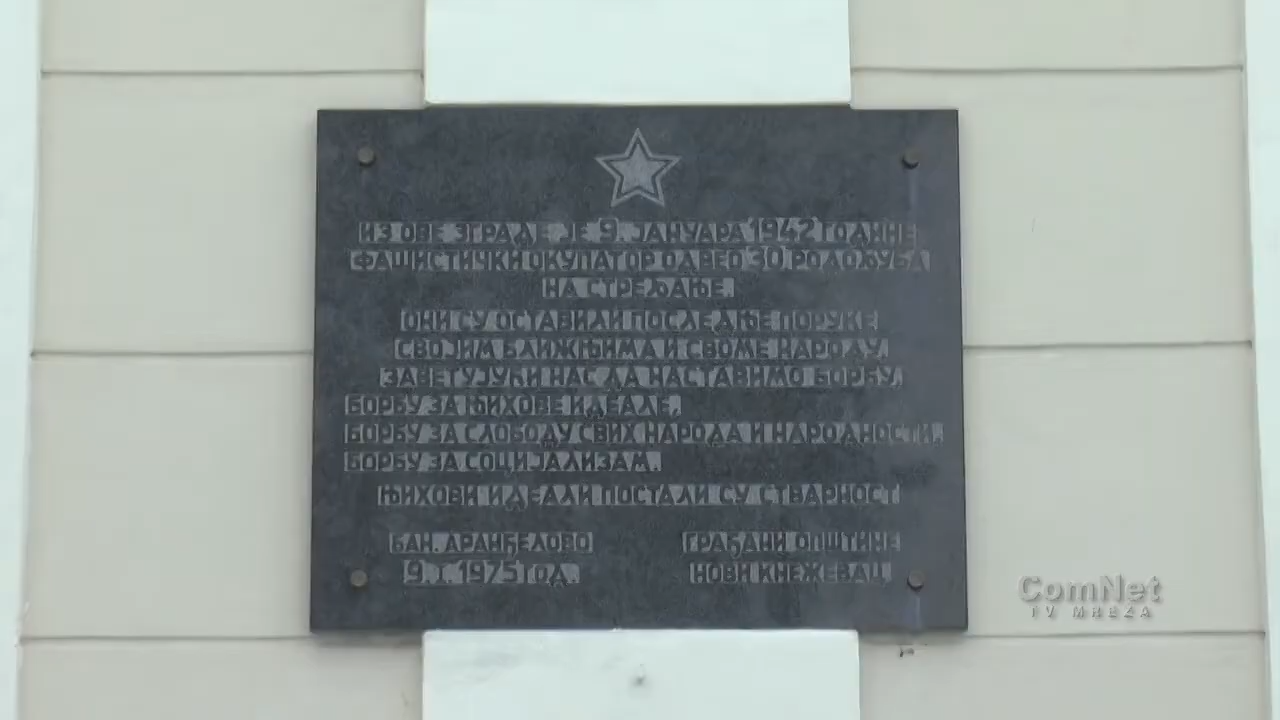 ИЗ ОВЕ ЗГРАДЕ ЈЕ 9. ЈАНУАРА 1942 ГОДИНЕ
ФАШИСТИЧКИ ОКУПАТОР ОДВЕО 30 РОДОЉУБА
НА СТРЕЉАЊЕ.
ОНИ СУ ОСТАВИЛИ ПОСЛЕДЊЕ ПОРУКЕ
СВОЈИМ БЛИЖЊИМА И СВОМЕ НАРОДУ,
ЗАВЕТУЈУЋИ НАС ДА НАСТАВИМО БОРБУ,
БОРБУ ЗА ЊИХОВЕ ИДЕАЛЕ,
БОРБУ ЗА СЛОБОДУ СВИХ НАРОДА И НАРОДНОСТИ,
БОРБУ ЗА СОЦИЈАЛИЗАМ.
ЊИХОВИ ИДЕАЛИ ПОСТАЛИ СУ СТВАРНОСТ
БАН. АРАНЂЕЛОВО
9.I.1975 ГОД.
ГРАЂАНИ ОПШТИНЕ
НОВИ КНЕЖЕВАЦ
ComNet
TV MREŽA